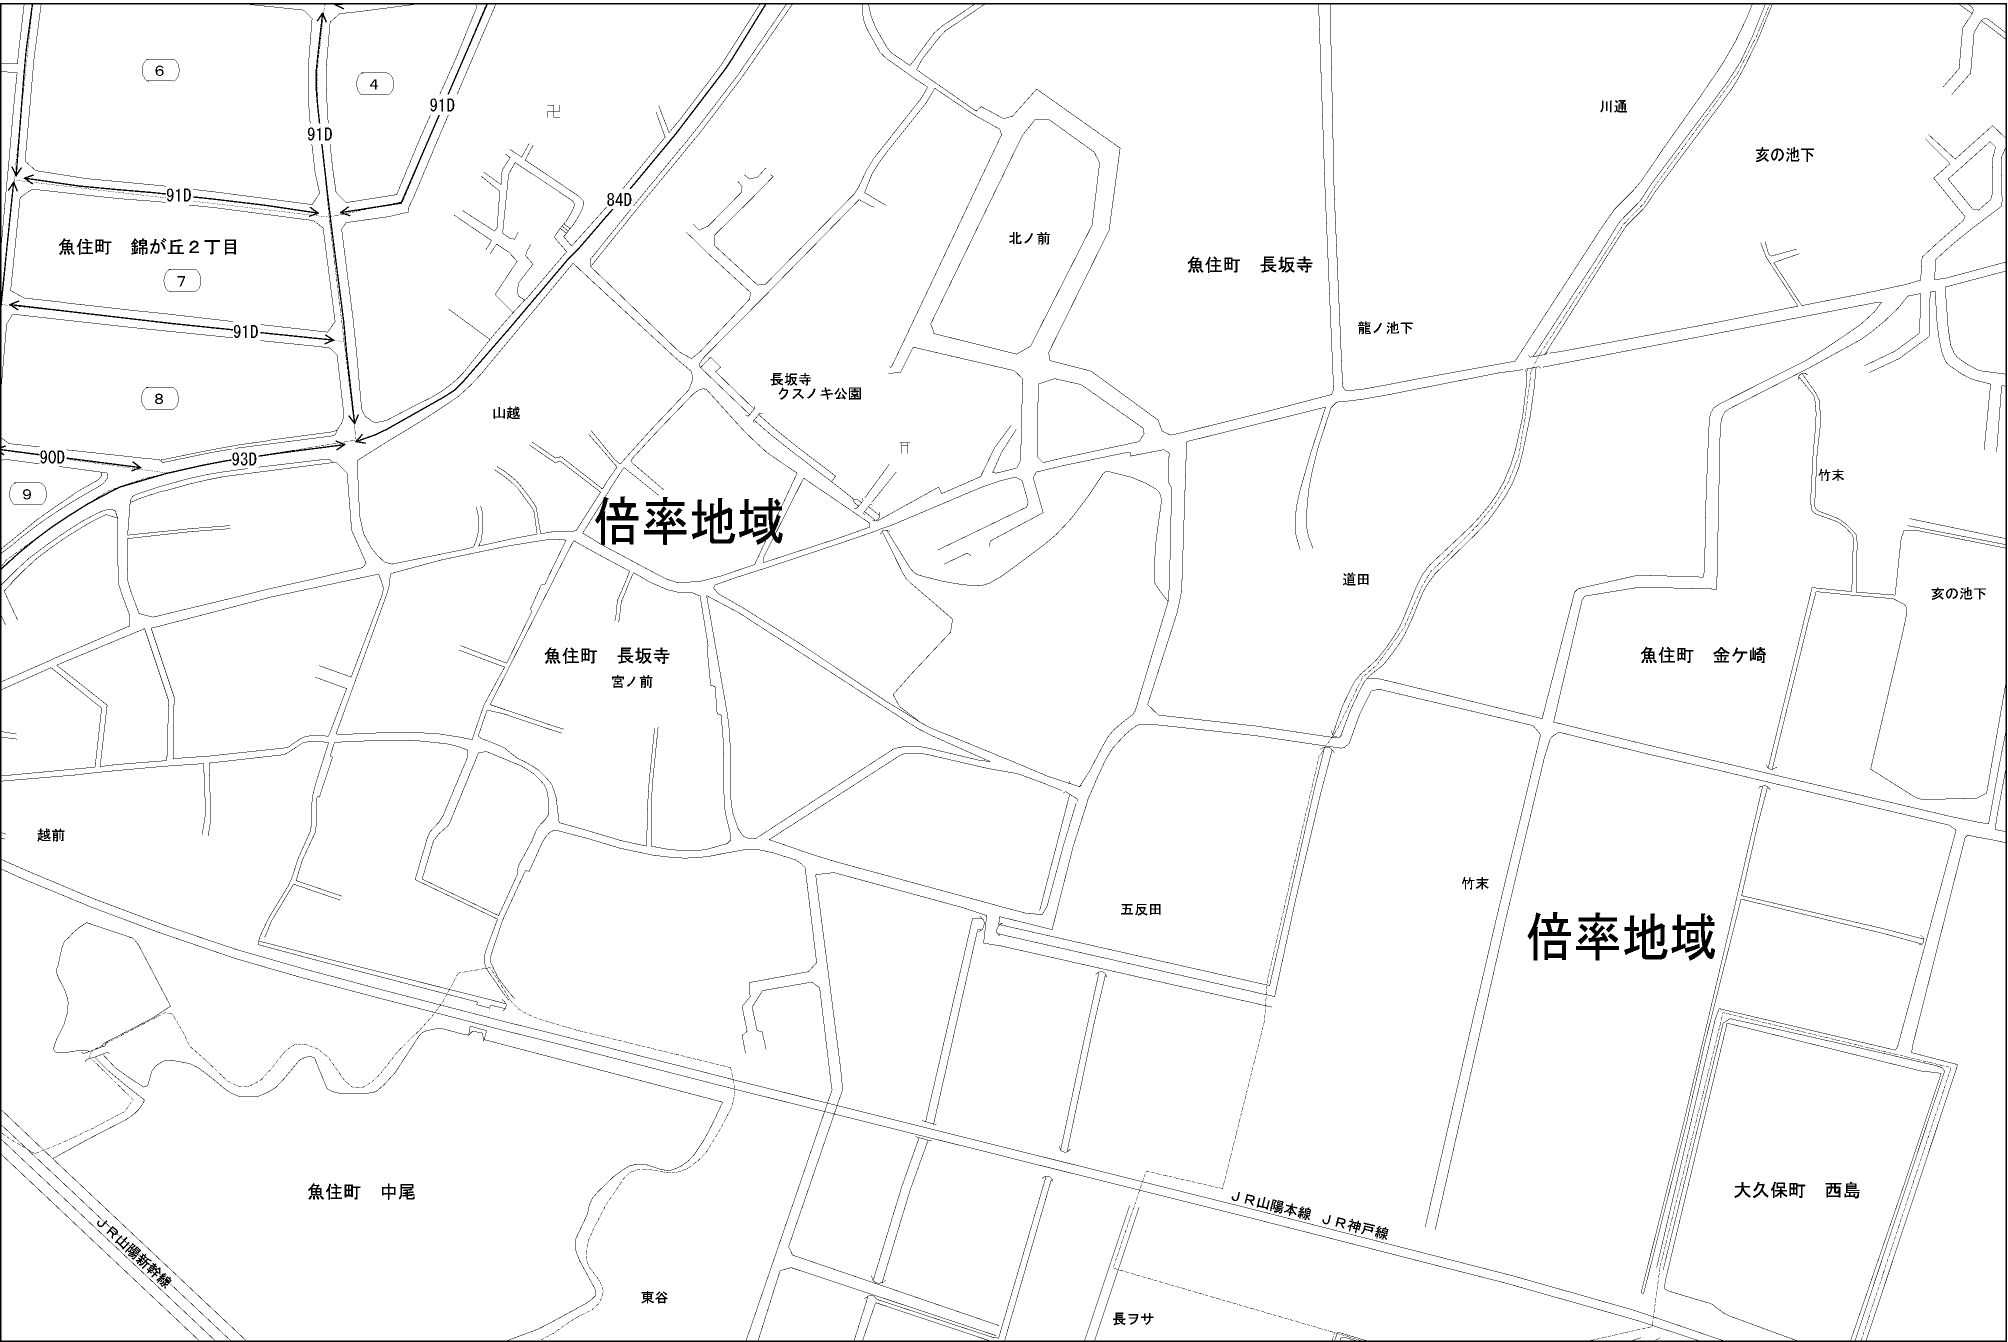 6
4
91D
91D
川通
亥の池下
91D
84D
魚住町　錦が丘２丁目
7
北ノ前
魚住町　長坂寺
91D
龍ノ池下
8
長坂寺
クスノキ公園
山越
90D
93D
9
竹末
倍率地域
道田
亥の池下
魚住町　長坂寺
宮ノ前
魚住町　金ケ崎
越前
竹末
五反田
倍率地域
魚住町　中尾
大久保町　西島
ＪＲ山陽本線　ＪＲ神戸線
ＪＲ山陽新幹線
東谷
長ヲサ